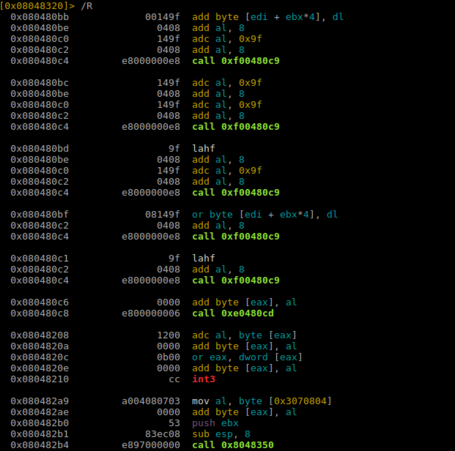 [0x08048320]> /R
0x080480bb 00149f add byte [edi + ebx*4], dl
0x080480be 0408 add al, 8
0x080480c0 149f adc al, 0x9f
0x080480c2 0408 add al, 8
0x080480c4 e8000000e8 call 0xf00480c9
0x080480bc 149f adc al, 0x9f
0x080480be 0408 add al, 8
0x080480c0 149f adc al, 0x9f
0x080480c2 0408 add al, 8
0x080480c4 e8000000e8 call 0xf00480c9
0x080480bd 9f lahf
0x080480be 0408 add al, 8
0x080480c0 149f adc al, 0x9f
0x080480c2 0408 add al, 8
0x080480c4 e8000000e8 call 0xf00480c9
0x080480bf 08149f or byte [edi + ebx*4], dl
0x080480c2 0408 add al, 8
0x080480c4 e8000000e8 call 0xf00480c9
0x080480c1 9f lahf
0x080480c2 0408 add al, 8
0x080480c4 e8000000e8 call 0xf00480c9
0x080480c6 0000 add byte [eax], al
0x080480c8 e800000006 call 0xe0480cd
0x08048208 1200 adc al, byte [eax]
0x0804820a 0000 add byte [eax], al
0x0804820c 0b00 or eax, dword [eax]
0x0804820e 0000 add byte [eax], al
0x08048210 cc int3
0x080482a9 a004080703 mov al, byte [0x3070804]
0x080482ae 0000 add byte [eax], al
0x080482b0 53 push ebx
0x080482b1 83ec08 sub esp, 8
0x080482b4 e897000000 call 0x8048350